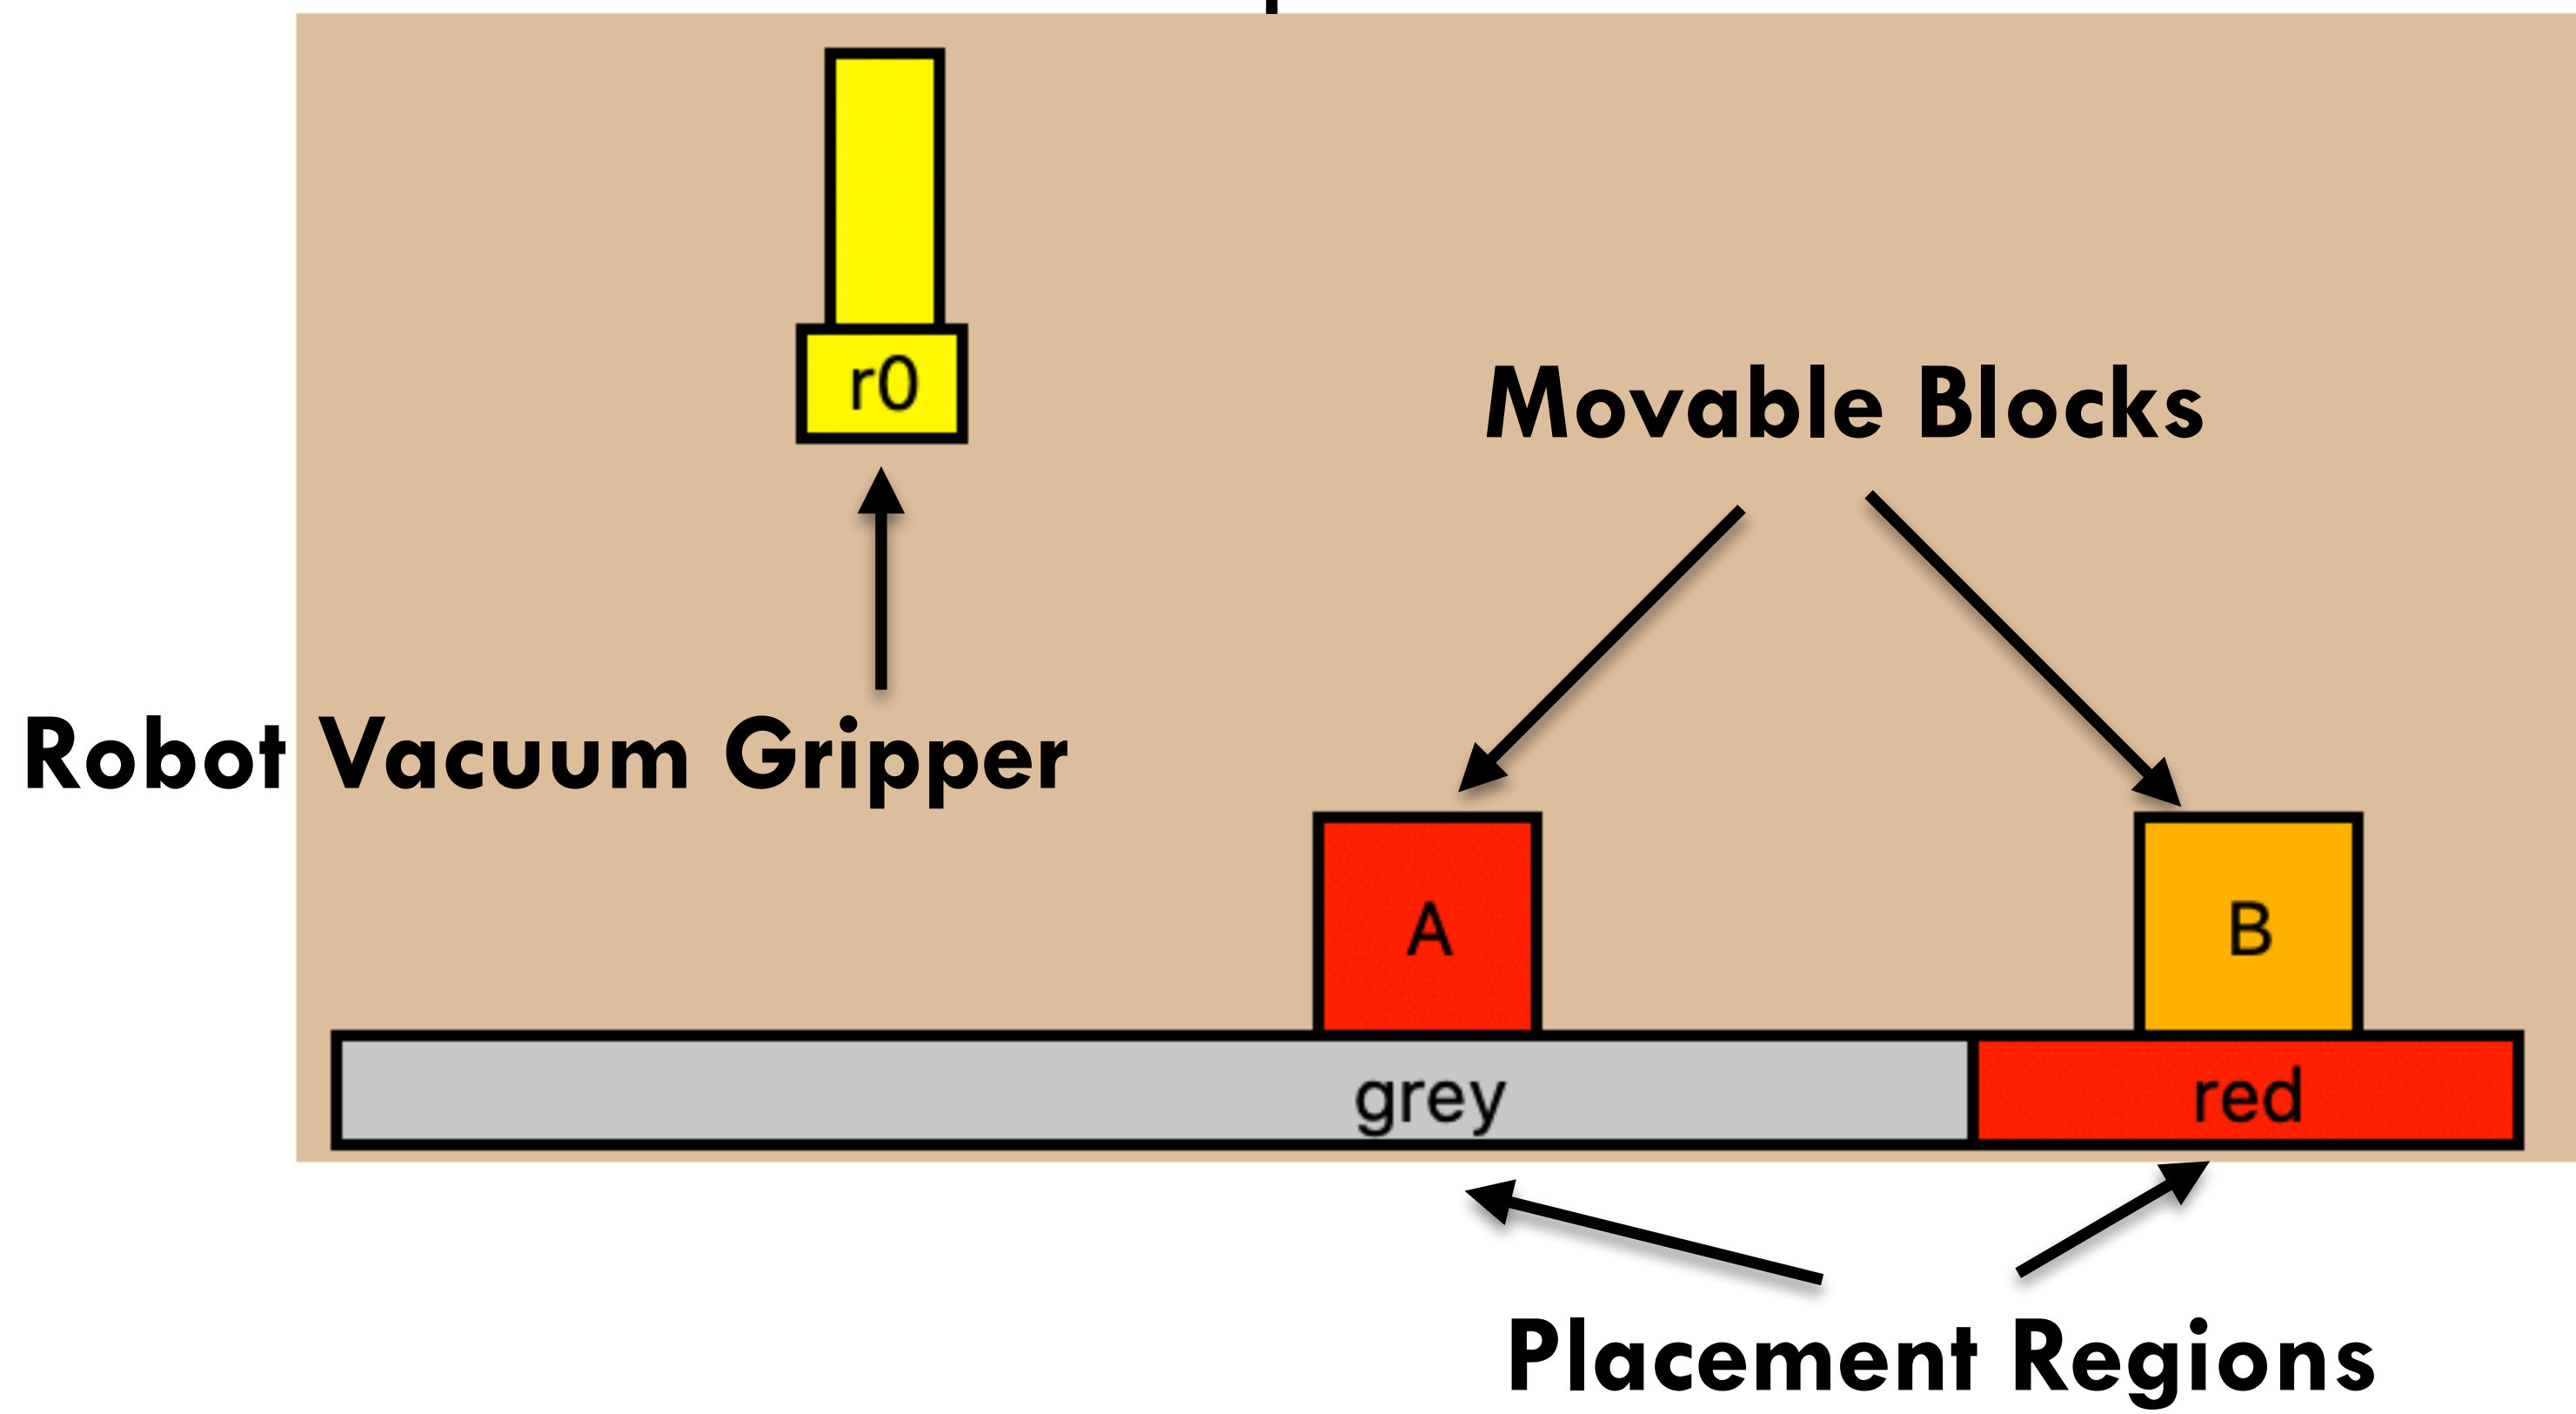 r0
Movable Blocks
Robot Vacuum Gripper
A
B
grey
red
Placement Regions